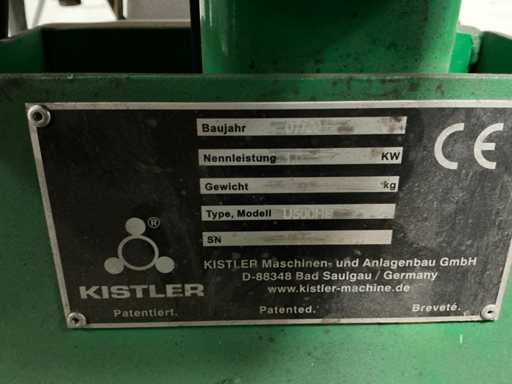 Baujahr
Nennleistung KW
Gewicht kg
Type, Modell U500HE
SN
CE
®
KISTLER
KISTLER Maschinen- und Anlagenbau GmbH
D-88348 Bad Saulgau / Germany
www.kistler-machine.de
Patentiert. Patented. Breveté.